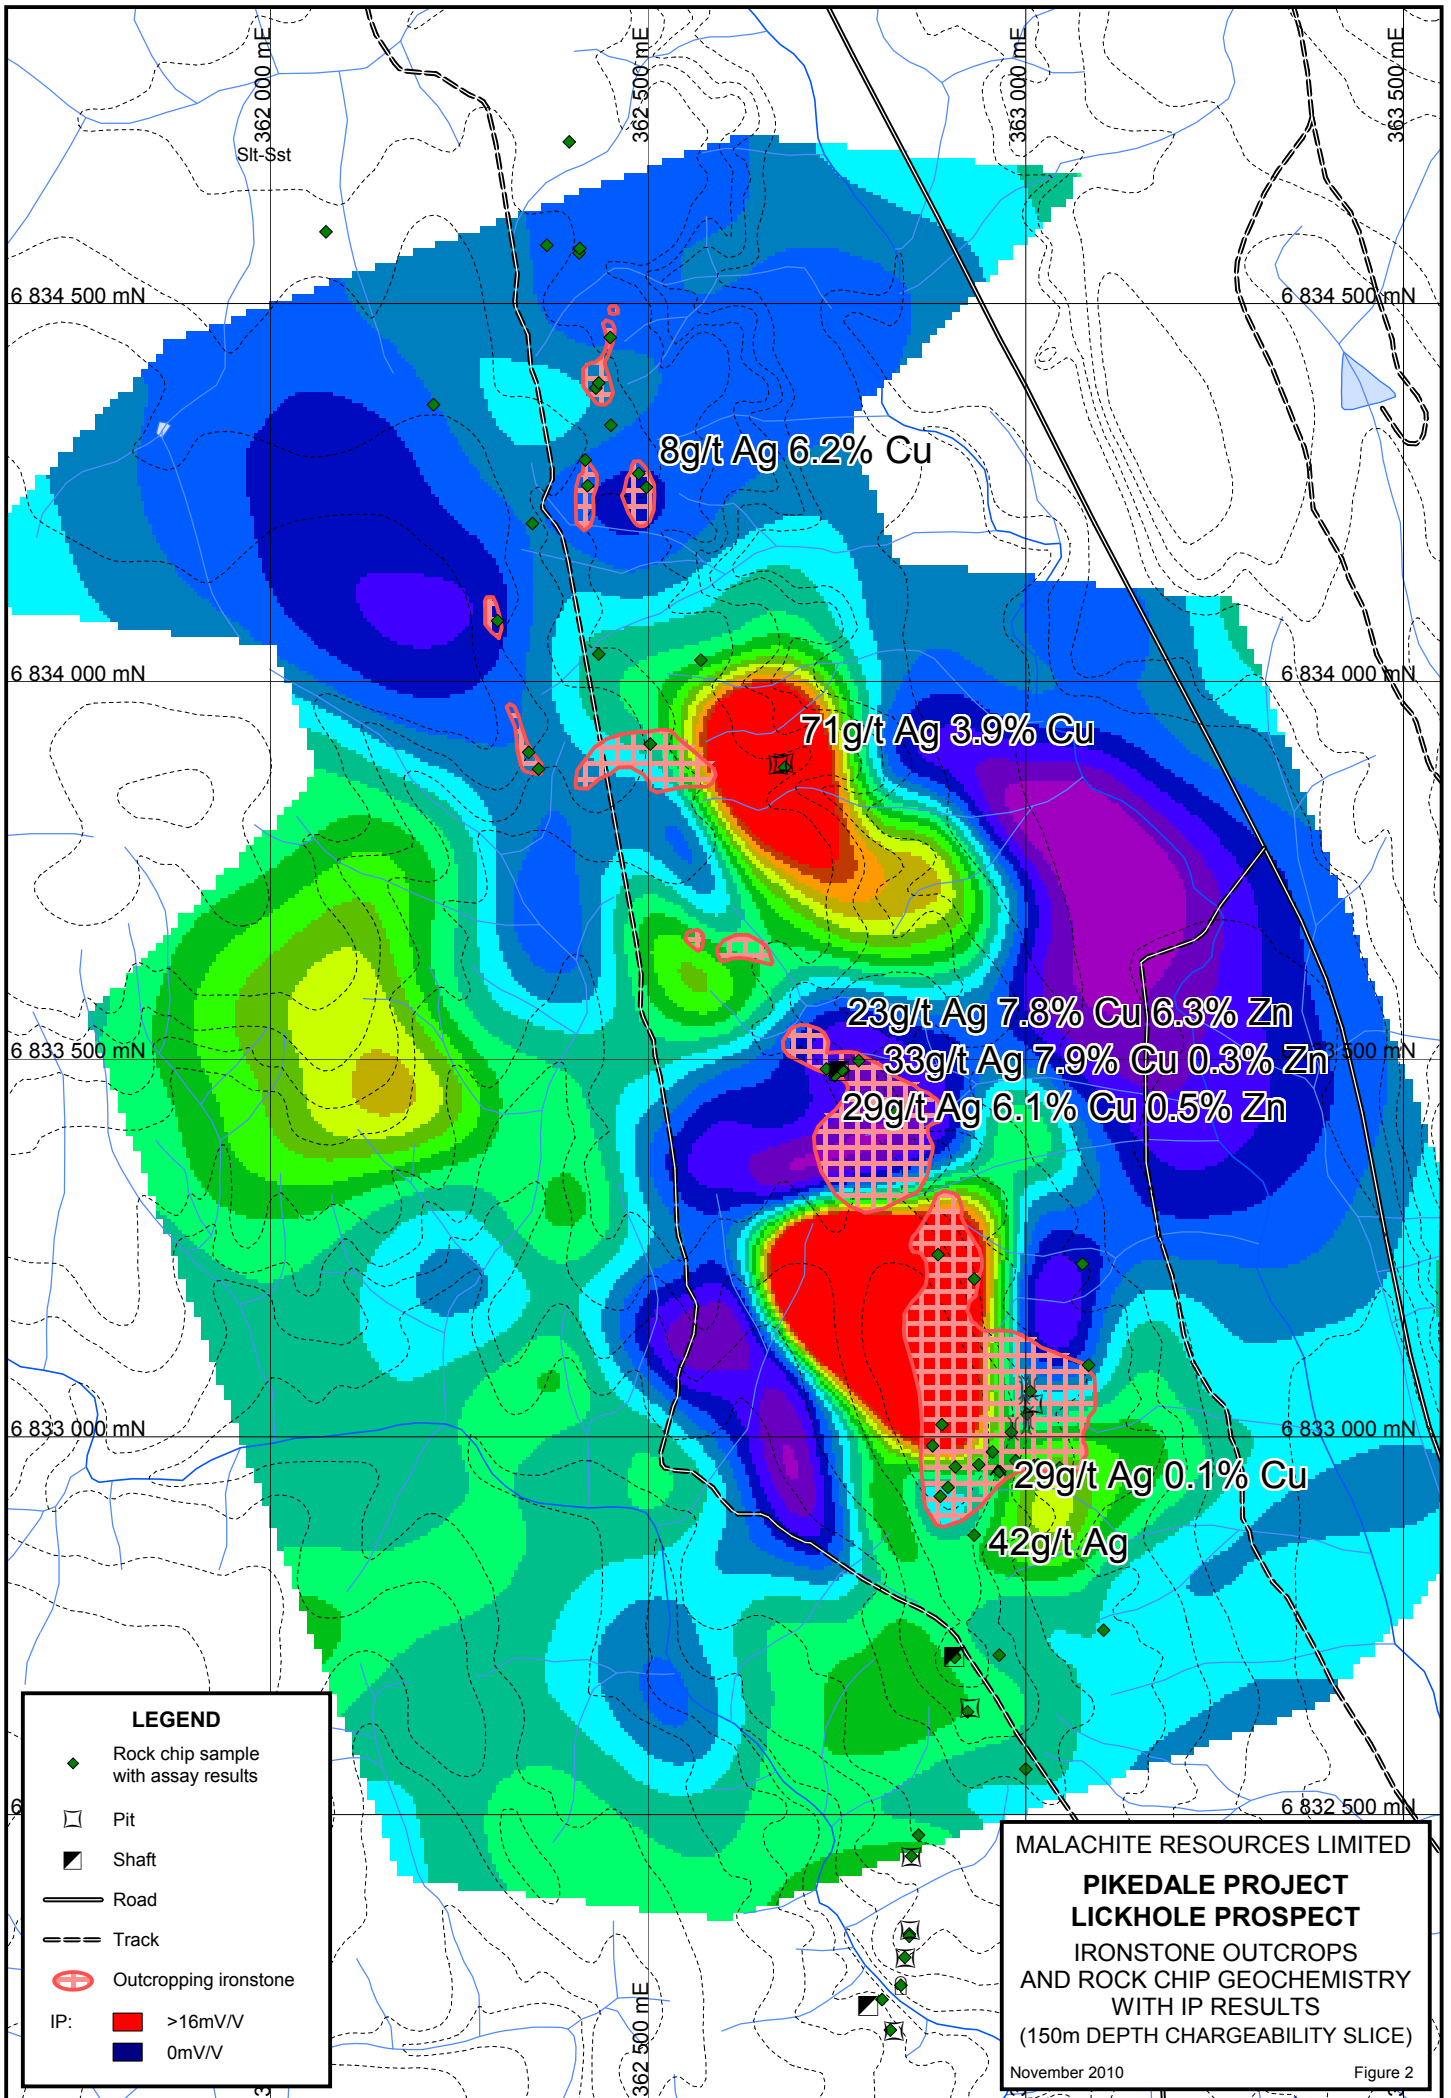 362 000 mE
362 500 mE
363 000 mE
363 500 mE
Slt-Sst
6 834 500 mN
6 834 500 mN
8g/t Ag 6.2% Cu
6 834 000 mN
6 834 000 mN
71g/t Ag 3.9% Cu
23g/t Ag 7.8% Cu 6.3% Zn
6 833 500 mN
33g/t Ag 7.9% Cu 0.3% Zn
500 mN
29g/t Ag 6.1% Cu 0.5% Zn
6 833 000 mN
6 833 000 mN
29g/t Ag 0.1% Cu
42g/t Ag
6
6 832 500 mN
LEGEND
Rock chip sample
with assay results
Pit
Shaft
Road
Track
Outcropping ironstone
IP:
>16mV/V
0mV/V
362 500 mE
MALACHITE RESOURCES LIMITED
PIKEDALE PROJECT
LICKHOLE PROSPECT
IRONSTONE OUTCROPS
AND ROCK CHIP GEOCHEMISTRY
WITH IP RESULTS
(150m DEPTH CHARGEABILITY SLICE)
November 2010
Figure 2